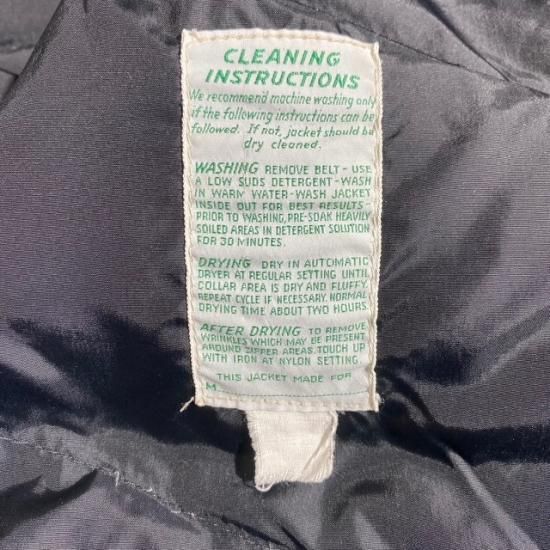 CLEANING
INSTRUCTIONS
We recommend machine washing only
if the following instructions can be
followed. If not, jacket should be
dry cleaned.
WASHING REMOVE BELT - USE
A LOW SUDS DETERGENT - WASH
IN WARM WATER - WASH JACKET
INSIDE OUT FOR BEST RESULTS -
PRIOR TO WASHING, PRE-SOAK HEAVILY
SOILED AREAS IN DETERGENT SOLUTION
FOR 30 MINUTES.
DRYING DRY IN AUTOMATIC
DRYER AT REGULAR SETTING UNTIL
COLLAR AREA IS DRY AND FLUFFY.
REPEAT CYCLE IF NECESSARY. NORMAL
DRYING TIME ABOUT TWO HOURS.
AFTER DRYING TO REMOVE
WRINKLES WHICH MAY BE PRESENT
AROUND ZIPPER AREAS, TOUCH UP
WITH IRON AT NYLON SETTING.
THIS JACKET MADE FOR
M